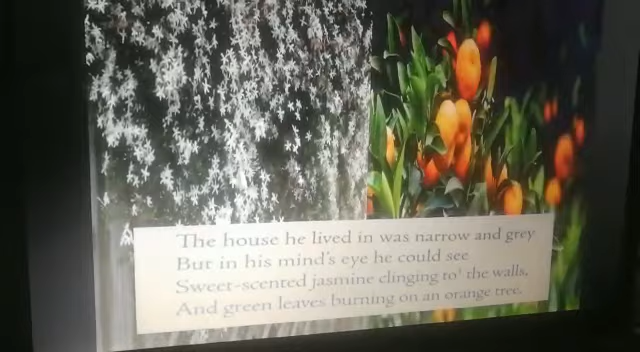 The house he lived in was narrow and grey
But in his mind's eye he could see
Sweet-scented jasmine clinging to the walls,
And green leaves burning on an orange tree.